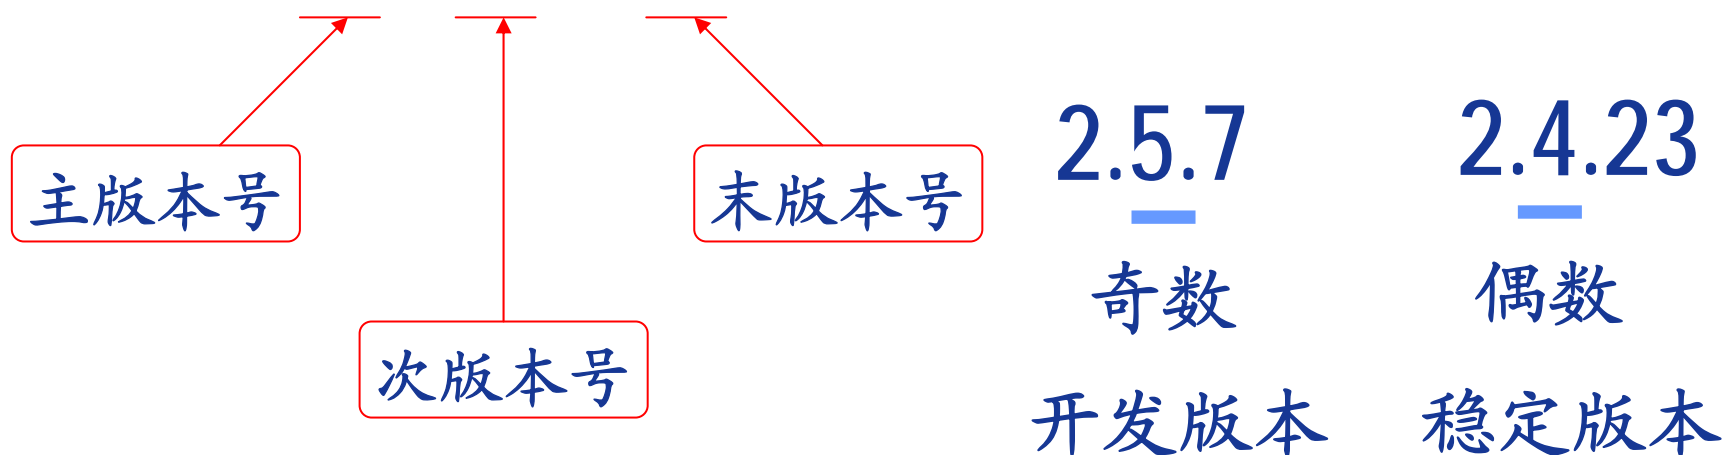 主版本号
次版本号
末版本号
2.5.7
奇数
开发版本
2.4.23
偶数
稳定版本